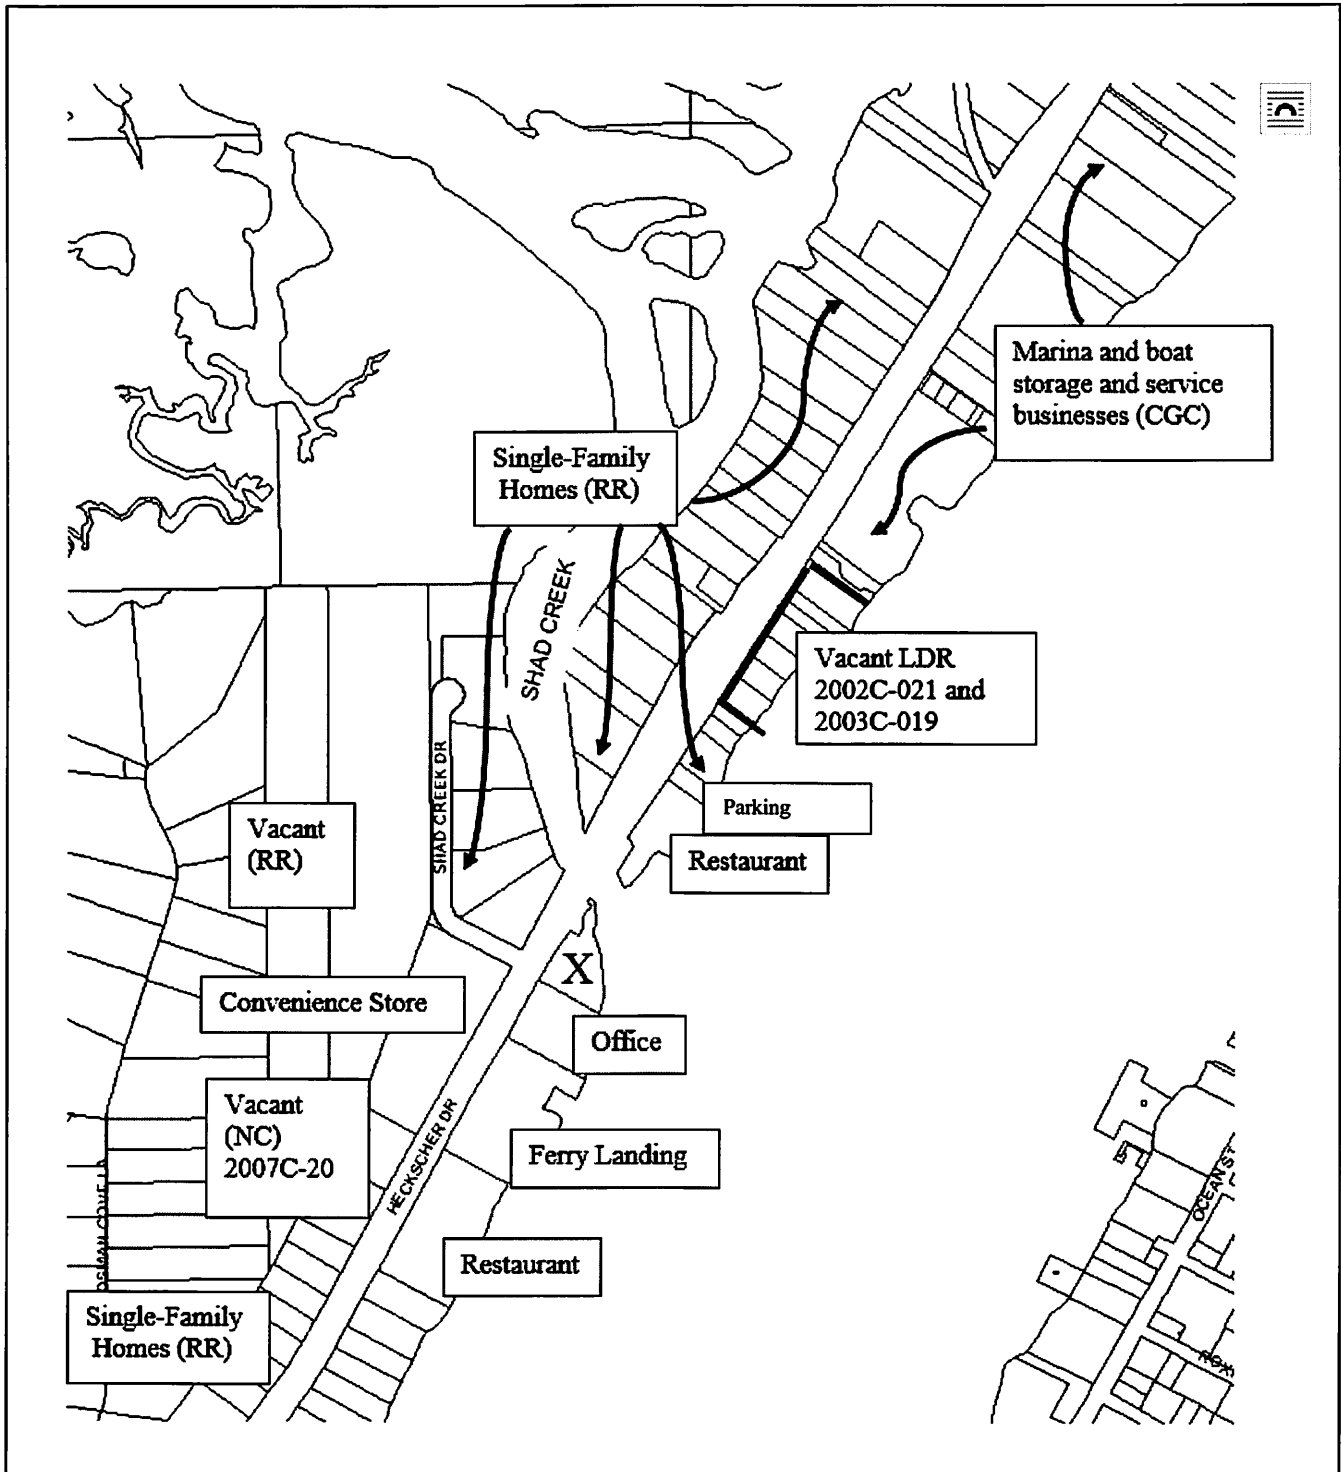 Marina and boat
storage and service
businesses (CGC)
Single-Family
Homes (RR)
SHAD CREEK
Vacant LDR
2002C-021 and
2003C-019
SHAD CREEK DR
Parking
Vacant
(RR)
Restaurant
X
Convenience Store
Office
Vacant
(NC)
2007C-20
HECKSCHER DR
Ferry Landing
OCEAN ST
Restaurant
Single-Family
Homes (RR)